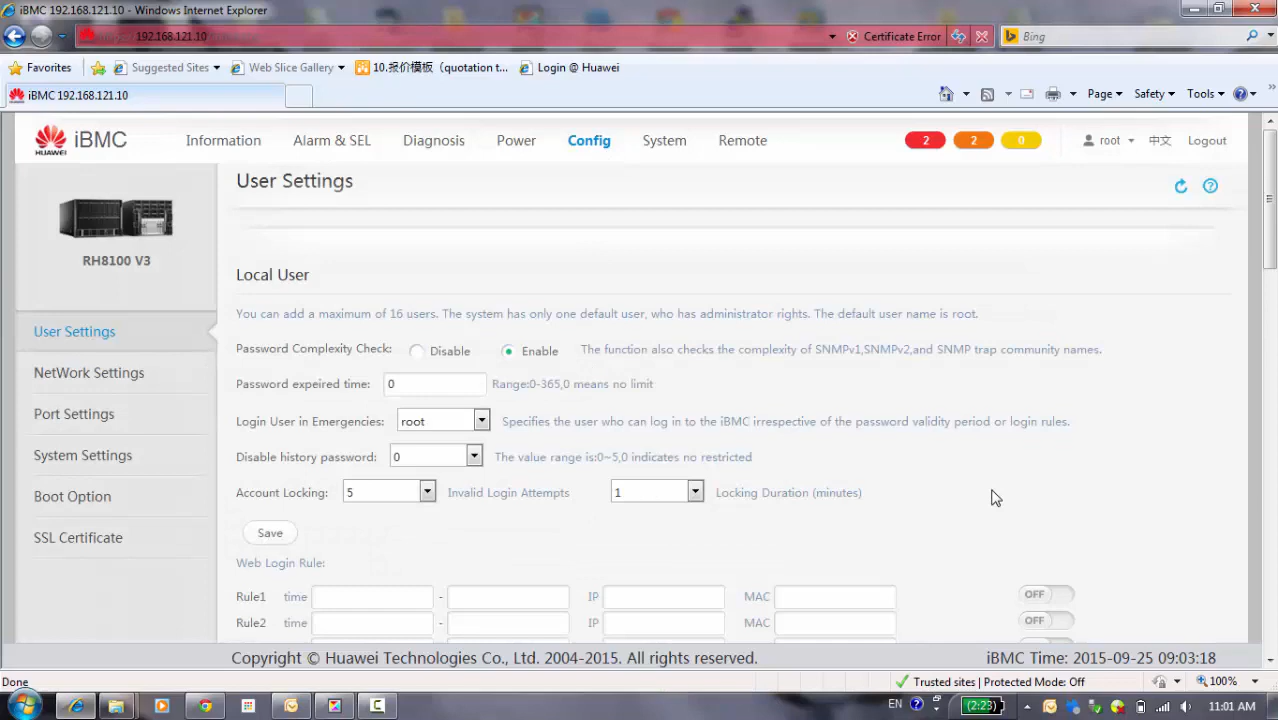 iBMC 192.168.121.10 - Windows Internet Explorer
192.168.121.10
Certificate Error
Bing
Favorites
Suggested Sites
Web Slice Gallery
10.报价模板（quotation t...
Login @ Huawei
iBMC 192.168.121.10
Page
Safety
Tools
HUAWEI
iBMC
Information
Alarm & SEL
Diagnosis
Power
Config
System
Remote
2
2
0
root
中文
Logout
User Settings
RH8100 V3
Local User
You can add a maximum of 16 users. The system has only one default user, who has administrator rights. The default user name is root.
User Settings
Password Complexity Check: Disable Enable The function also checks the complexity of SNMPv1,SNMPv2,and SNMP trap community names.
NetWork Settings
Password expeired time: 0 Range:0-365,0 means no limit
Port Settings
Login User in Emergencies: root Specifies the user who can log in to the iBMC irrespective of the password validity period or login rules.
System Settings
Disable history password: 0 The value range is:0~5,0 indicates no restricted
Boot Option
Account Locking: 5 Invalid Login Attempts 1 Locking Duration (minutes)
SSL Certificate
Save
Web Login Rule:
Rule1 time - IP MAC OFF
Rule2 time - IP MAC OFF
Copyright © Huawei Technologies Co., Ltd. 2004-2015. All rights reserved.
iBMC Time: 2015-09-25 09:03:18
Done
Trusted sites | Protected Mode: Off
100%
EN
(2:23)
11:01 AM